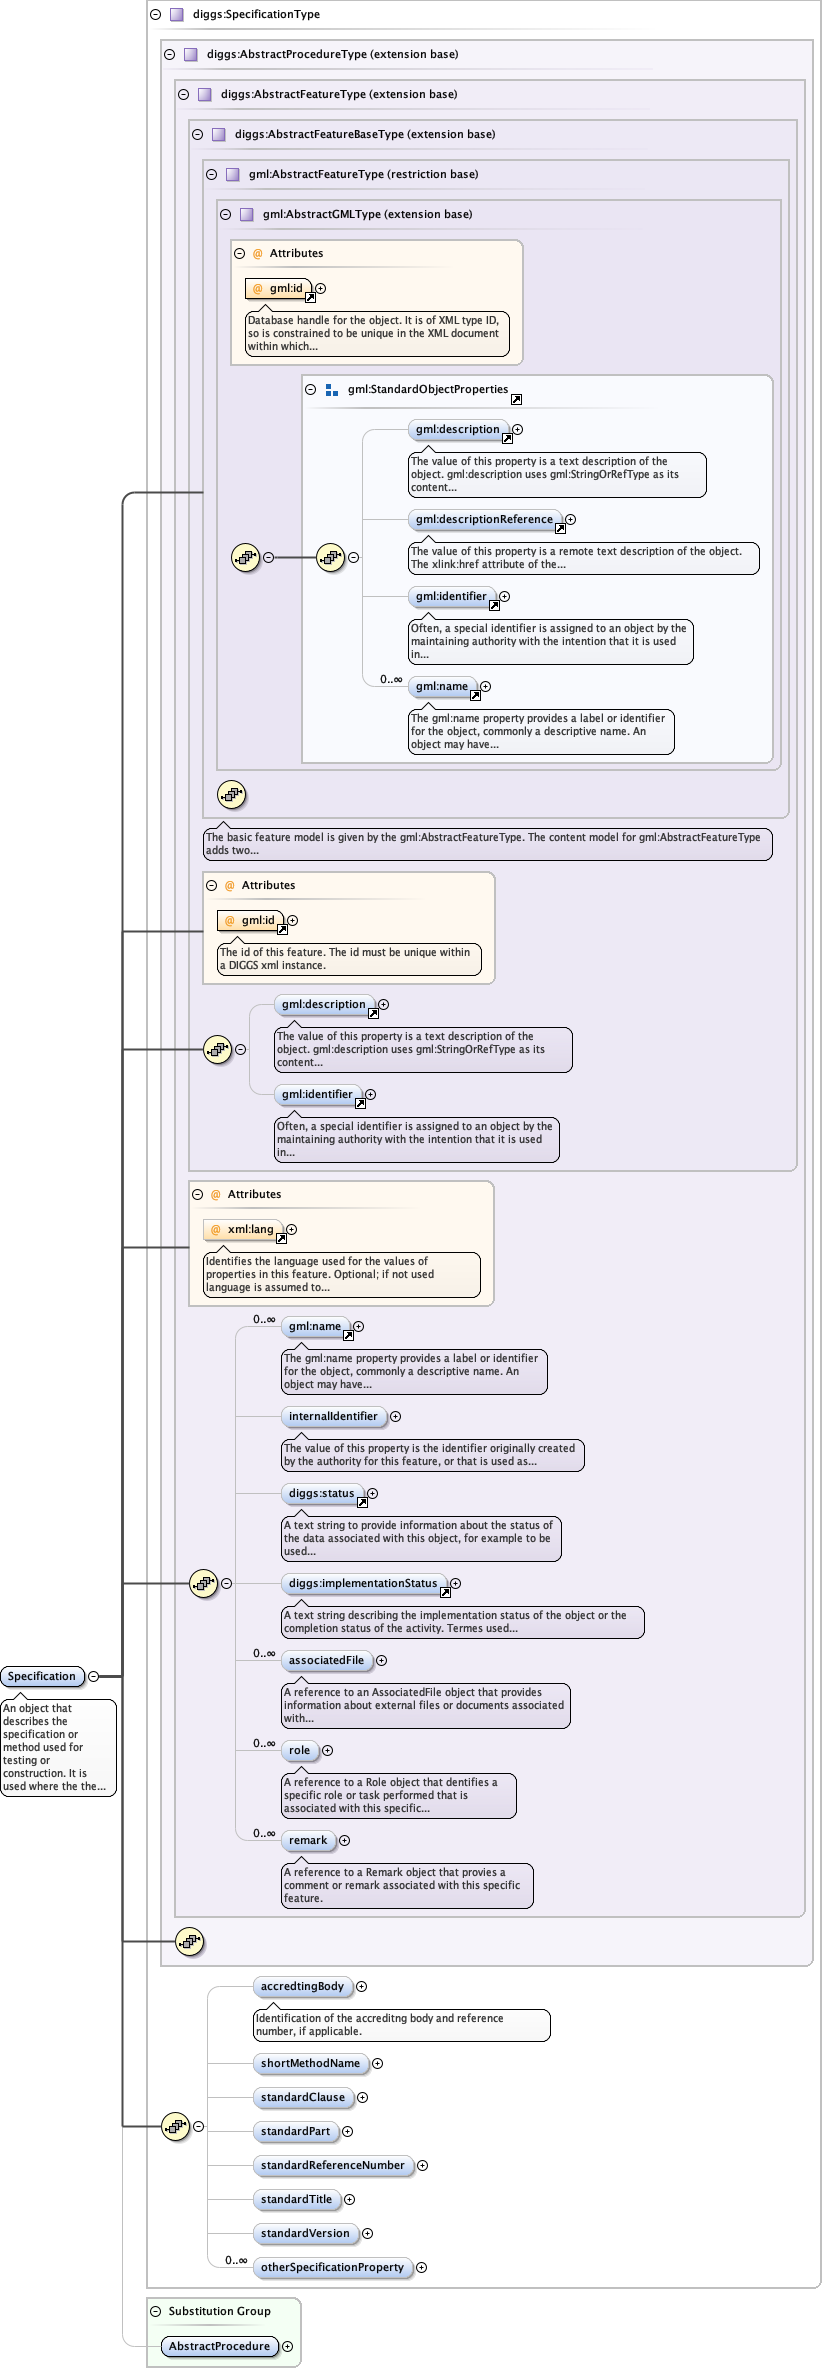 diggs:SpecificationType
diggs:AbstractProcedureType (extension base)
diggs:AbstractFeatureType (extension base)
diggs:AbstractFeatureBaseType (extension base)
gml:AbstractFeatureType (restriction base)
gml:AbstractGMLType (extension base)
@ Attributes
@ gml:id
Database handle for the object. It is of XML type ID,
so is constrained to be unique in the XML document
within which...
gml:StandardObjectProperties
gml:description
The value of this property is a text description of the
object. gml:description uses gml:StringOrRefType as its
content...
gml:descriptionReference
The value of this property is a remote text description of the object.
The xlink:href attribute of the...
gml:identifier
Often, a special identifier is assigned to an object by the
maintaining authority with the intention that it is used
in...
0..∞
gml:name
The gml:name property provides a label or identifier
for the object, commonly a descriptive name. An
object may have...
The basic feature model is given by the gml:AbstractFeatureType. The content model for gml:AbstractFeatureType
adds two...
@ Attributes
@ gml:id
The id of this feature. The id must be unique within
a DIGGS xml instance.
gml:description
The value of this property is a text description of the
object. gml:description uses gml:StringOrRefType as its
content...
gml:identifier
Often, a special identifier is assigned to an object by the
maintaining authority with the intention that it is used
in...
@ Attributes
@ xml:lang
Identifies the language used for the values of
properties in this feature. Optional; if not used
language is assumed to...
0..∞
gml:name
The gml:name property provides a label or identifier
for the object, commonly a descriptive name. An
object may have...
internalIdentifier
The value of this property is the identifier originally created
by the authority for this feature, or that is used as...
diggs:status
A text string to provide information about the status of
the data associated with this object, for example to be
used...
diggs:implementationStatus
A text string describing the implementation status of the object or the
completion status of the activity. Termes used...
0..∞
associatedFile
A reference to an AssociatedFile object that provides
information about external files or documents associated
with...
0..∞
role
A reference to a Role object that dentifies a
specific role or task performed that is
associated with this specific...
0..∞
remark
A reference to a Remark object that provies a
comment or remark associated with this specific
feature.
Specification
An object that
describes the
specification or
method used for
testing or
construction. It is
used where the the...
accredtingBody
Identification of the accreditng body and reference
number, if applicable.
shortMethodName
standardClause
standardPart
standardReferenceNumber
standardTitle
standardVersion
0..∞
otherSpecificationProperty
Substitution Group
AbstractProcedure